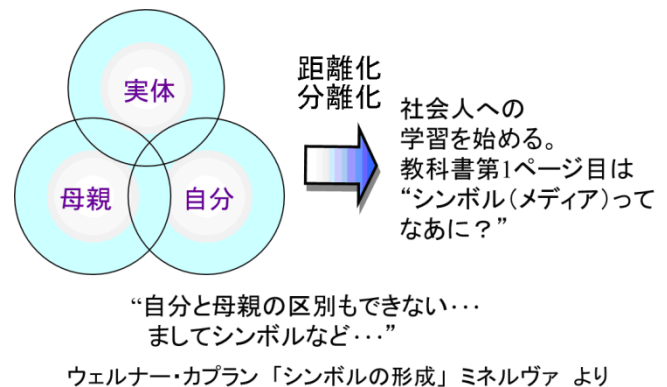 実体
母親
自分
距離化
分離化
社会人への
学習を始める。
教科書第1ページ目は
“シンボル（メディア）って
なあに？”
“自分と母親の区別もできない・・・
ましてシンボルなど・・・”
ウェルナー・カプラン 「シンボルの形成」 ミネルヴァ より